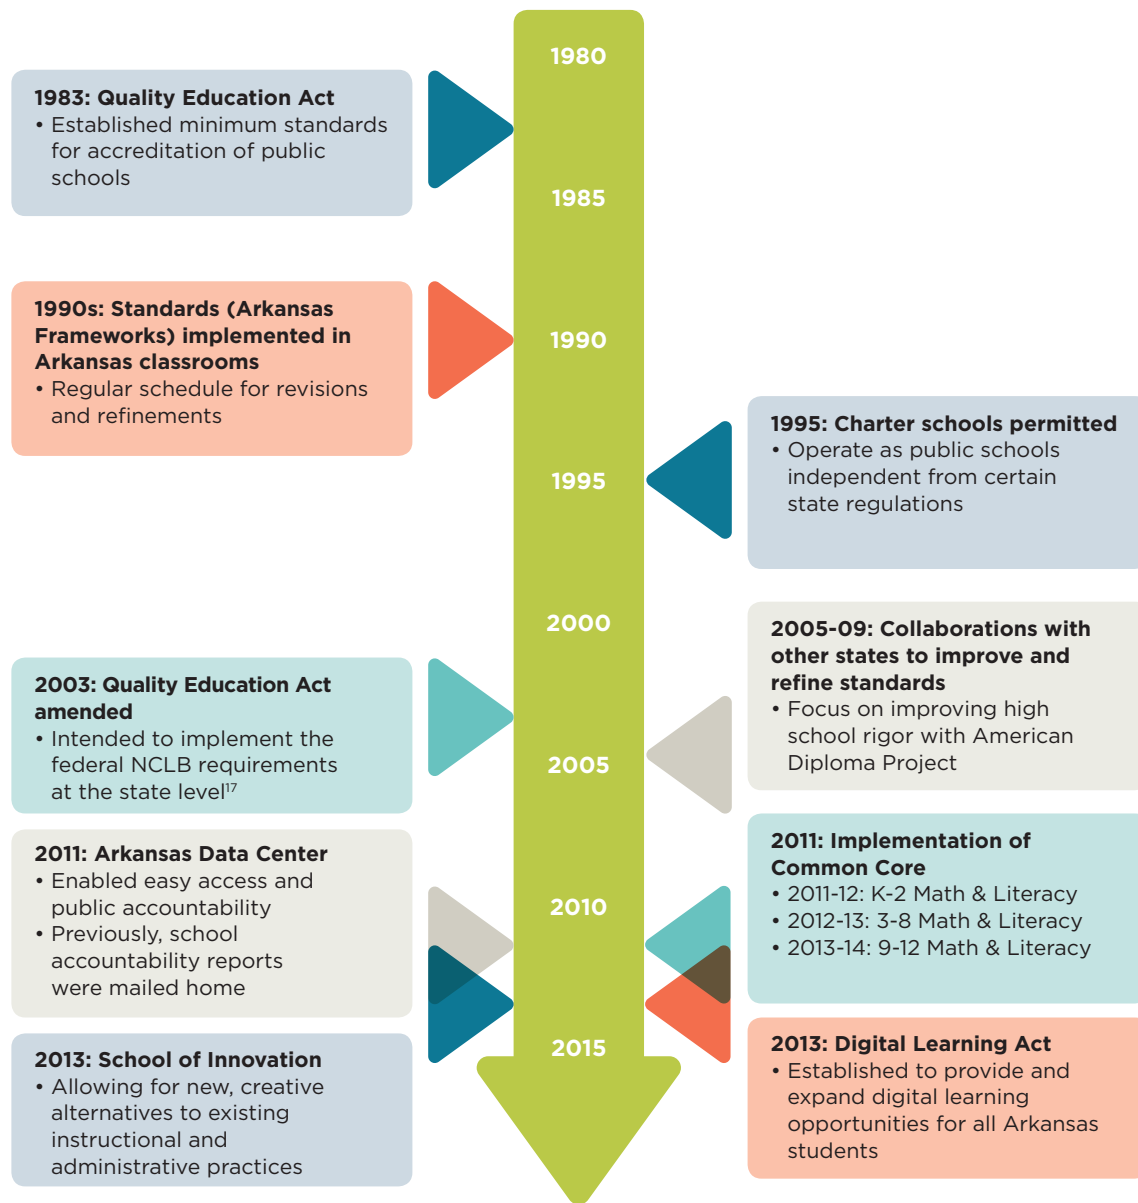 1980
1983: Quality Education Act
• Established minimum standards
for accreditation of public
schools
1985
1990s: Standards (Arkansas
Frameworks) implemented in
Arkansas classrooms
• Regular schedule for revisions
and refinements
1990
1995: Charter schools permitted
• Operate as public schools
independent from certain
state regulations
1995
2000
2005-09: Collaborations with
other states to improve and
refine standards
• Focus on improving high
school rigor with American
Diploma Project
2003: Quality Education Act
amended
• Intended to implement the
federal NCLB requirements
at the state level¹⁷
2005
2011: Arkansas Data Center
• Enabled easy access and
public accountability
• Previously, school
accountability reports
were mailed home
2010
2011: Implementation of
Common Core
• 2011-12: K-2 Math & Literacy
• 2012-13: 3-8 Math & Literacy
• 2013-14: 9-12 Math & Literacy
2015
2013: School of Innovation
• Allowing for new, creative
alternatives to existing
instructional and
administrative practices
2013: Digital Learning Act
• Established to provide and
expand digital learning
opportunities for all Arkansas
students